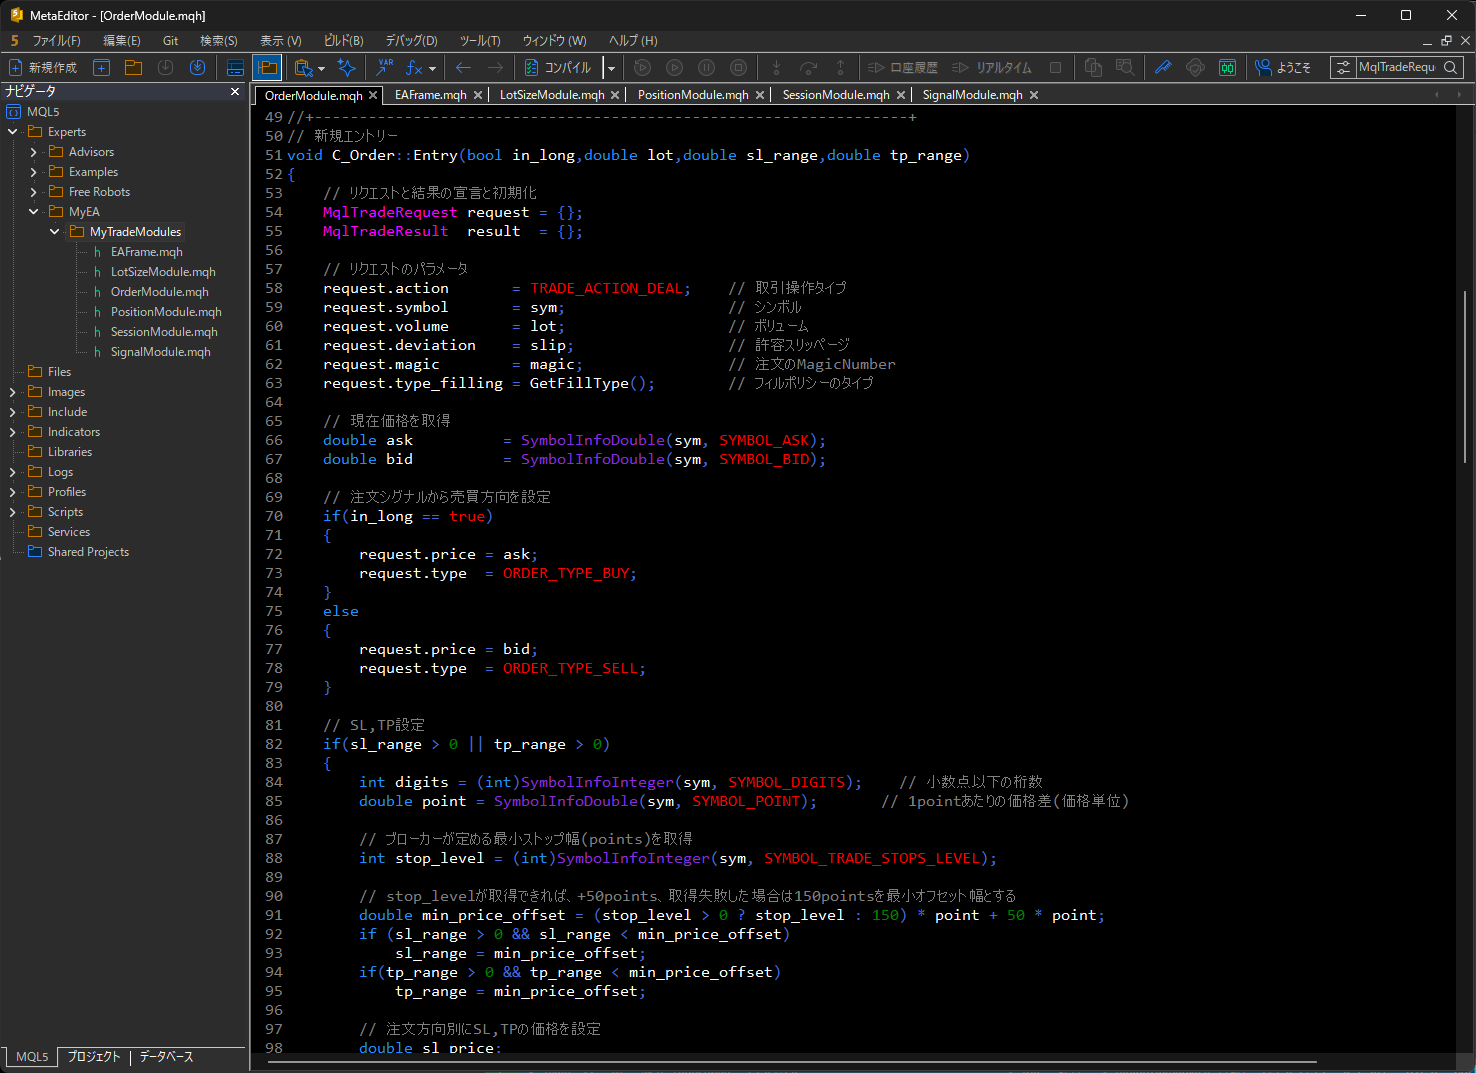 MetaEditor - [OrderModule.mqh]
5 ファイル(F) 編集(E) Git 検索(S) 表示 (V) ビルド(B) デバッグ(D) ツール(T) ウィンドウ (W) ヘルプ (H)
新規作成 VAR fx コンパイル 口座履歴 リアルタイム ようこそ MqlTradeRequ
ナビゲータ
OrderModule.mqh EAFrame.mqh LotSizeModule.mqh PositionModule.mqh SessionModule.mqh SignalModule.mqh
MQL5
Experts
Advisors
Examples
Free Robots
MyEA
MyTradeModules
h EAFrame.mqh
h LotSizeModule.mqh
h OrderModule.mqh
h PositionModule.mqh
h SessionModule.mqh
h SignalModule.mqh
Files
Images
Include
Indicators
Libraries
Logs
Profiles
Scripts
Services
Shared Projects
MQL5 プロジェクト データベース
49 //+------------------------------------------------------------------+
50 // 新規エントリー
51 void C_Order::Entry(bool in_long,double lot,double sl_range,double tp_range)
52 {
53     // リクエストと結果の宣言と初期化
54     MqlTradeRequest request = {};
55     MqlTradeResult  result  = {};
56
57     // リクエストのパラメータ
58     request.action       = TRADE_ACTION_DEAL;    // 取引操作タイプ
59     request.symbol       = sym;                  // シンボル
60     request.volume       = lot;                  // ボリューム
61     request.deviation    = slip;                 // 許容スリッページ
62     request.magic        = magic;                // 注文のMagicNumber
63     request.type_filling = GetFillType();        // フィルポリシーのタイプ
64
65     // 現在価格を取得
66     double ask          = SymbolInfoDouble(sym, SYMBOL_ASK);
67     double bid          = SymbolInfoDouble(sym, SYMBOL_BID);
68
69     // 注文シグナルから売買方向を設定
70     if(in_long == true)
71     {
72         request.price = ask;
73         request.type  = ORDER_TYPE_BUY;
74     }
75     else
76     {
77         request.price = bid;
78         request.type  = ORDER_TYPE_SELL;
79     }
80
81     // SL,TP設定
82     if(sl_range > 0 || tp_range > 0)
83     {
84         int digits = (int)SymbolInfoInteger(sym, SYMBOL_DIGITS);    // 小数点以下の桁数
85         double point = SymbolInfoDouble(sym, SYMBOL_POINT);       // 1pointあたりの価格差(価格単位)
86
87         // ブローカーが定める最小ストップ幅(points)を取得
88         int stop_level = (int)SymbolInfoInteger(sym, SYMBOL_TRADE_STOPS_LEVEL);
89
90         // stop_levelが取得できれば、+50points、取得失敗した場合は150pointsを最小オフセット幅とする
91         double min_price_offset = (stop_level > 0 ? stop_level : 150) * point + 50 * point;
92         if (sl_range > 0 && sl_range < min_price_offset)
93             sl_range = min_price_offset;
94         if(tp_range > 0 && tp_range < min_price_offset)
95             tp_range = min_price_offset;
96
97         // 注文方向別にSL,TPの価格を設定
98         double sl_price;